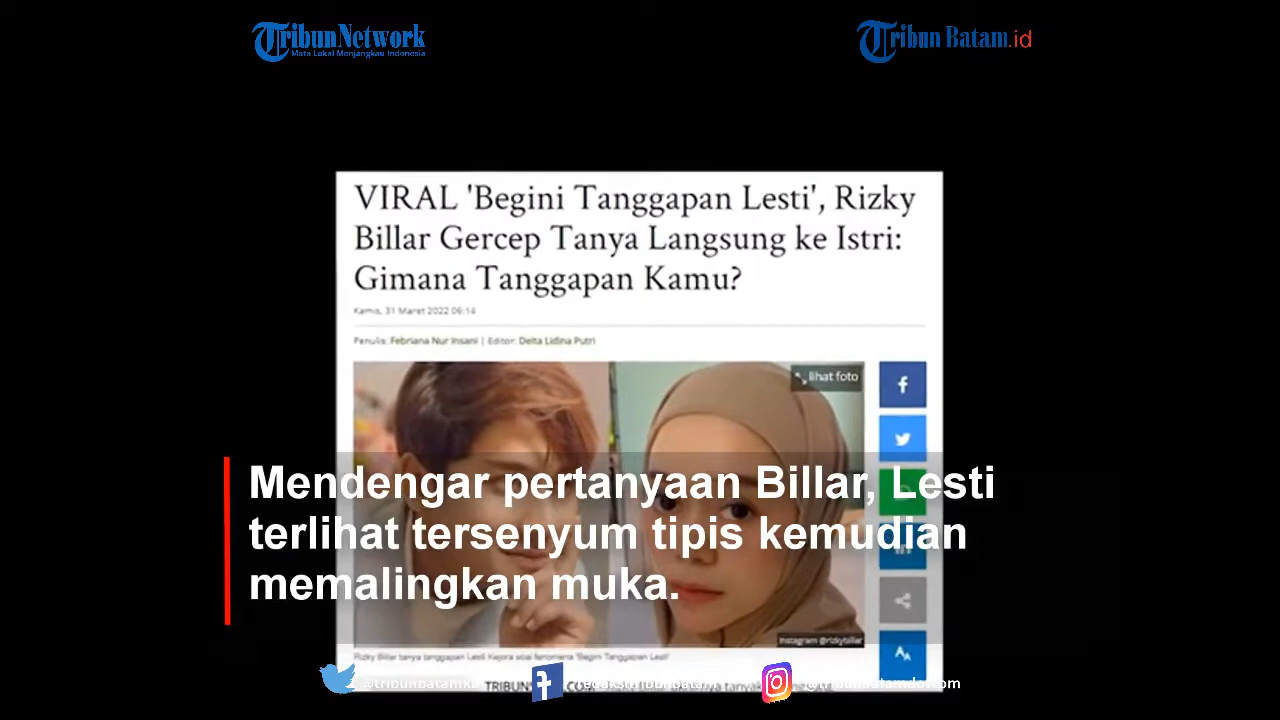 TribunNetwork
Mata Lokal Menjangkau Indonesia
Tribun Batam.id
VIRAL 'Begini Tanggapan Lesti', Rizky
Billar Gercep Tanya Langsung ke Istri:
Gimana Tanggapan Kamu?
Kamis, 31 Maret 2022 06:14
Penulis: Febriana Nur Insani | Editor: Delta Lidina Putri
lihat foto
Mendengar pertanyaan Billar, Lesti
terlihat tersenyum tipis kemudian
memalingkan muka.
Instagram @rizkybillar
Rizky Billar tanya tanggapan Lesti Kejora soal fenomena 'Begini Tanggapan Lesti'